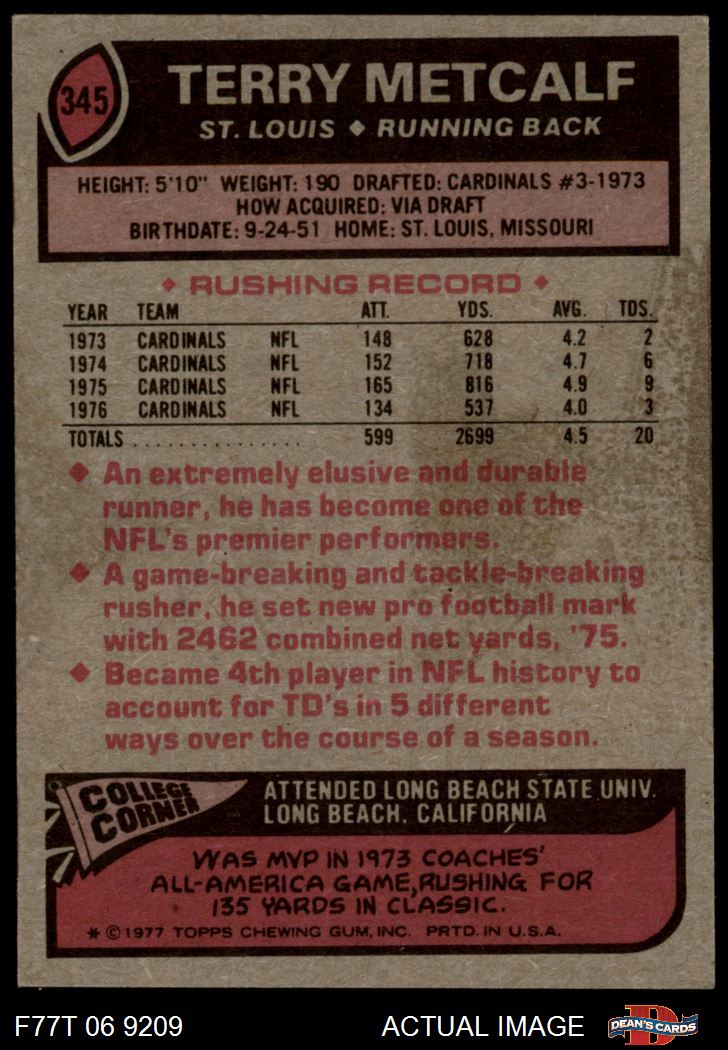 345
TERRY METCALF
ST. LOUIS ◆ RUNNING BACK
HEIGHT: 5'10" WEIGHT: 190 DRAFTED: CARDINALS #3-1973
HOW ACQUIRED: VIA DRAFT
BIRTHDATE: 9-24-51 HOME: ST. LOUIS, MISSOURI
◆ RUSHING RECORD ◆
YEAR TEAM ATT. YDS. AVG. TDS.
1973 CARDINALS NFL 148 628 4.2 2
1974 CARDINALS NFL 152 718 4.7 6
1975 CARDINALS NFL 165 816 4.9 9
1976 CARDINALS NFL 134 537 4.0 3
TOTALS ................ 599 2699 4.5 20
◆ An extremely elusive and durable
runner, he has become one of the
NFL's premier performers.
◆ A game-breaking and tackle-breaking
rusher, he set new pro football mark
with 2462 combined net yards, '75.
◆ Became 4th player in NFL history to
account for TD's in 5 different
ways over the course of a season.
COLLEGE
CORNER
ATTENDED LONG BEACH STATE UNIV.
LONG BEACH, CALIFORNIA
WAS MVP IN 1973 COACHES'
ALL-AMERICA GAME, RUSHING FOR
135 YARDS IN CLASSIC.
* © 1977 TOPPS CHEWING GUM, INC. PRTD. IN U.S.A.
F77T 06 9209 ACTUAL IMAGE
D
DEAN'S CARDS